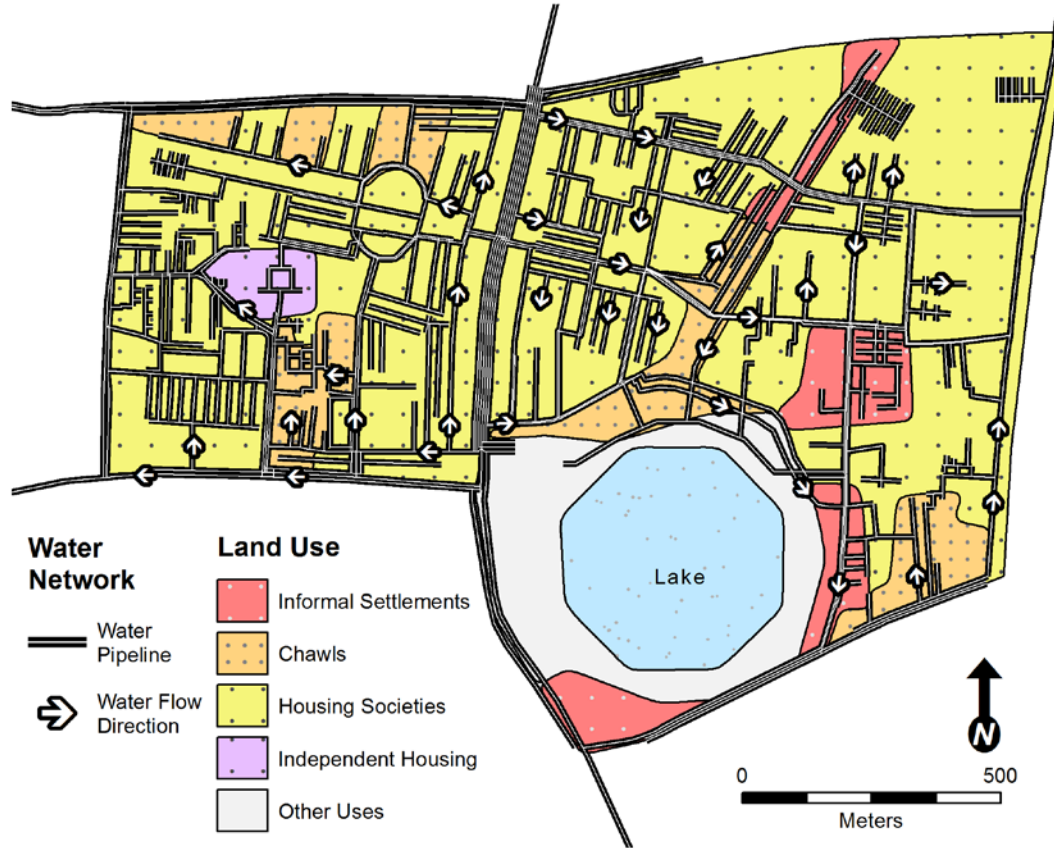 Lake
Water
Network
Water
Pipeline
Water Flow
Direction
Land Use
Informal Settlements
Chawls
Housing Societies
Independent Housing
Other Uses
N
0 500
Meters